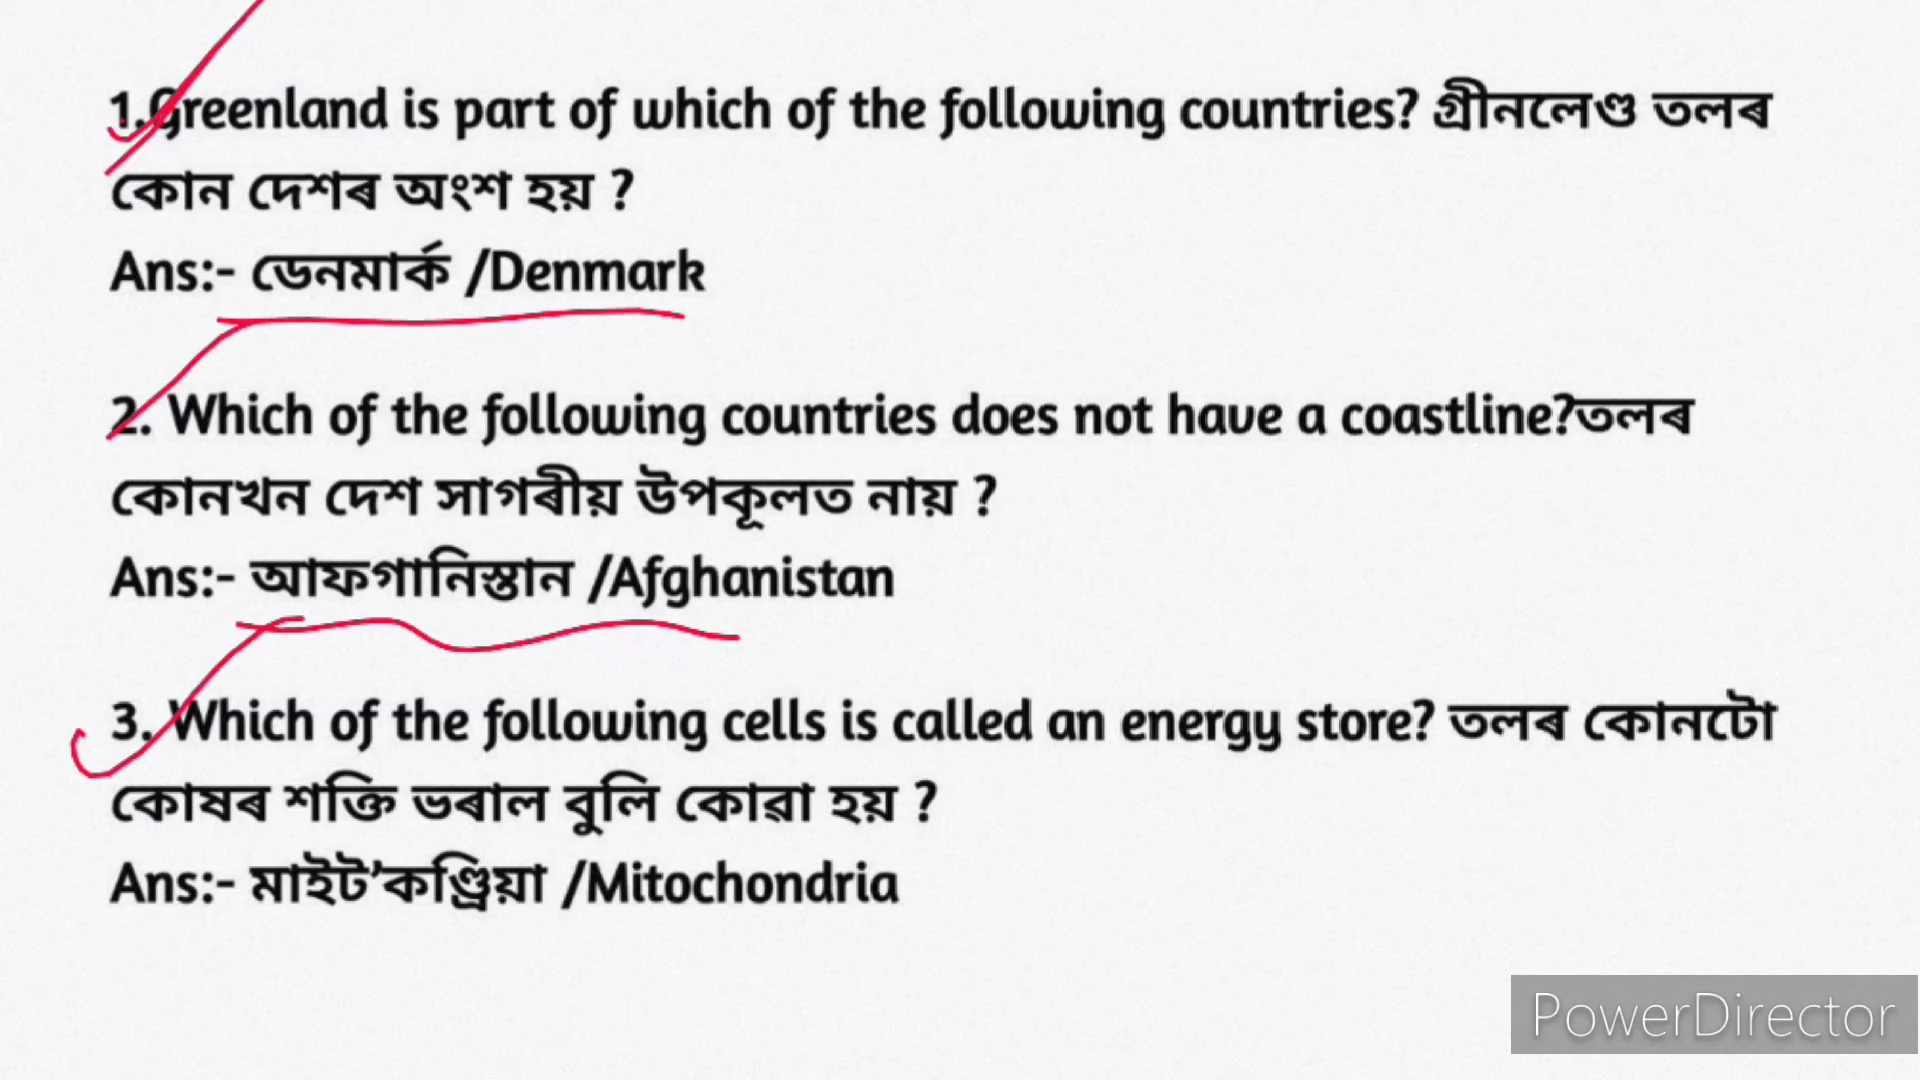 1.Greenland is part of which of the following countries? গ্ৰীনলেণ্ড তলৰ
কোন দেশৰ অংশ হয় ?
Ans:- ডেনমাৰ্ক /Denmark
2. Which of the following countries does not have a coastline?তলৰ
কোনখন দেশ সাগৰীয় উপকূলত নায় ?
Ans:- আফগানিস্তান /Afghanistan
3. Which of the following cells is called an energy store? তলৰ কোনটো
কোষৰ শক্তি ভৰাল বুলি কোৱা হয় ?
Ans:- মাইট’কণ্ড্ৰিয়া /Mitochondria
PowerDirector